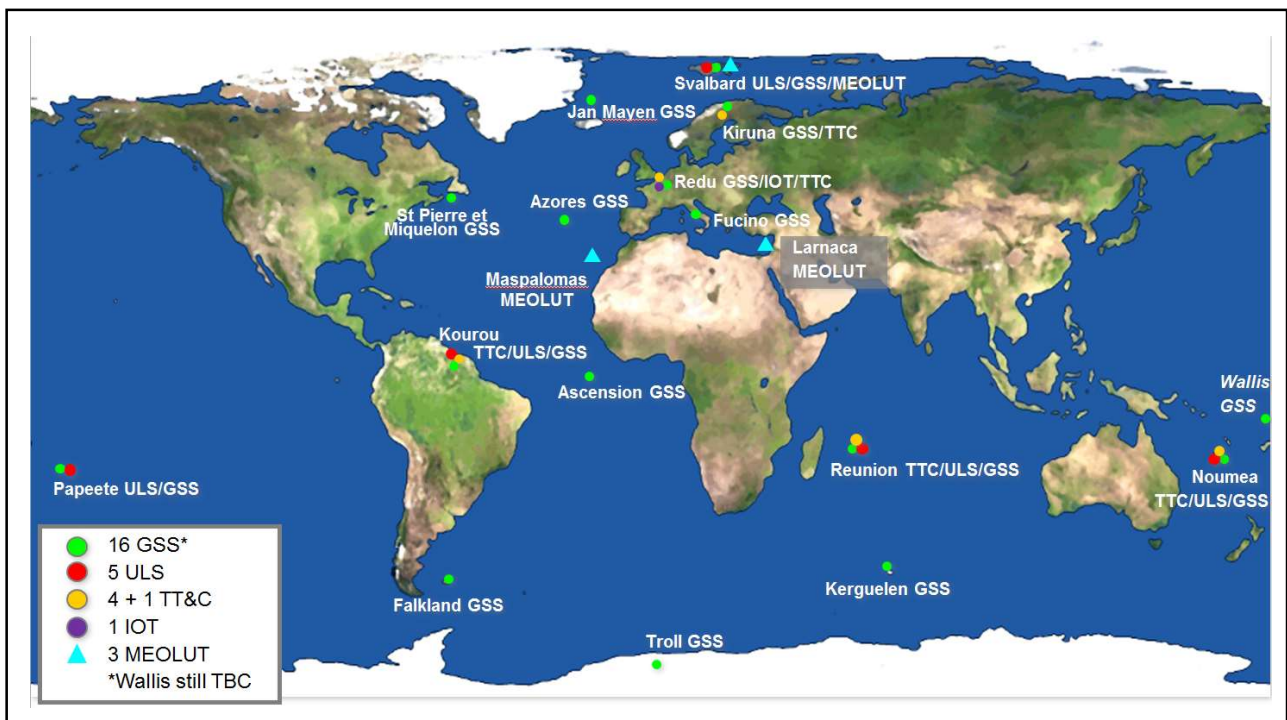 Svalbard ULS/GSS/MEOLUT
Jan Mayen GSS
Kiruna GSS/TTC
Redu GSS/IOT/TTC
Azores GSS
Fucino GSS
St Pierre et
Miquelon GSS
Larnaca
MEOLUT
Maspalomas
MEOLUT
Kourou
TTC/ULS/GSS
Ascension GSS
Wallis
GSS
Reunion TTC/ULS/GSS
Noumea
TTC/ULS/GSS
Papeete ULS/GSS
Kerguelen GSS
Falkland GSS
Troll GSS
16 GSS*
5 ULS
4 + 1 TT&C
1 IOT
3 MEOLUT
*Wallis still TBC